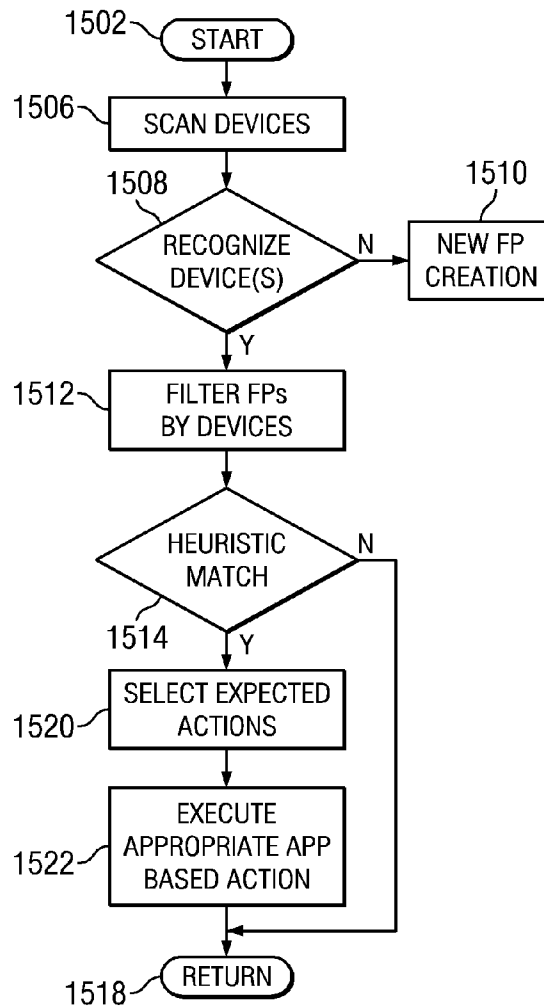 1502
START
1506
SCAN DEVICES
1508
RECOGNIZE
DEVICE(S)
N
1510
NEW FP
CREATION
Y
1512
FILTER FPs
BY DEVICES
HEURISTIC
MATCH
N
1514
Y
1520
SELECT EXPECTED
ACTIONS
1522
EXECUTE
APPROPRIATE APP
BASED ACTION
1518
RETURN